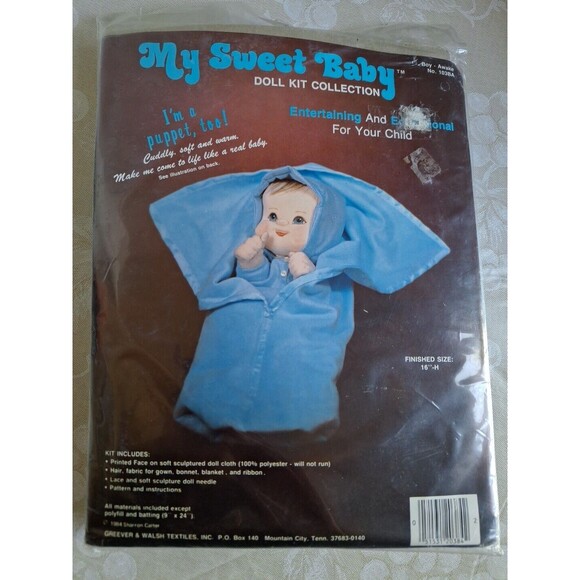 My Sweet Baby™
DOLL KIT COLLECTION
Boy - Awake
No. 103BA
I'm a
puppet, too!
Cuddly, soft and warm.
Make me come to life like a real baby.
See illustration on back.
Entertaining And
For Your Child
FINISHED SIZE:
16"-H
KIT INCLUDES:
• Printed Face on soft sculptured doll cloth (100% polyester - will not run)
• Hair, fabric for gown, bonnet, blanket, and ribbon.
• Lace and soft sculpture doll needle
• Pattern and instructions
All materials included except
polyfill and batting (9" x 24").
© 1984 Sharron Carter
GREEVER & WALSH TEXTILES, INC. P.O. Box 140 Mountain City, Tenn. 37683-0140